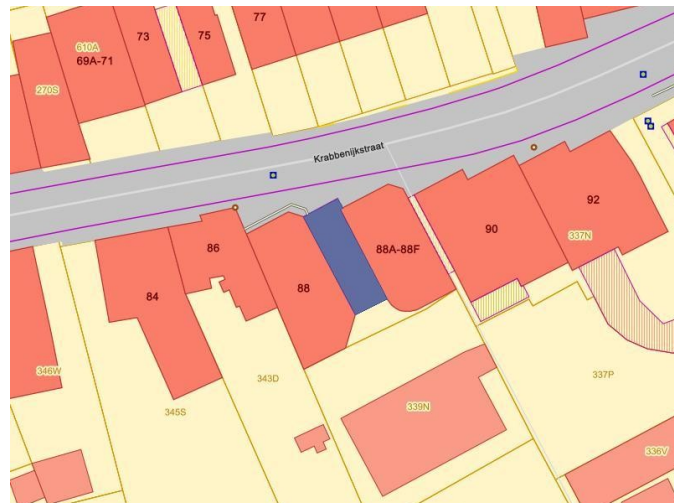 77
73
75
610A
69A-71
270S
Krabbenijkstraat
92
90
337N
86
88A-88F
84
88
346W
343D
337P
345S
339N
336V